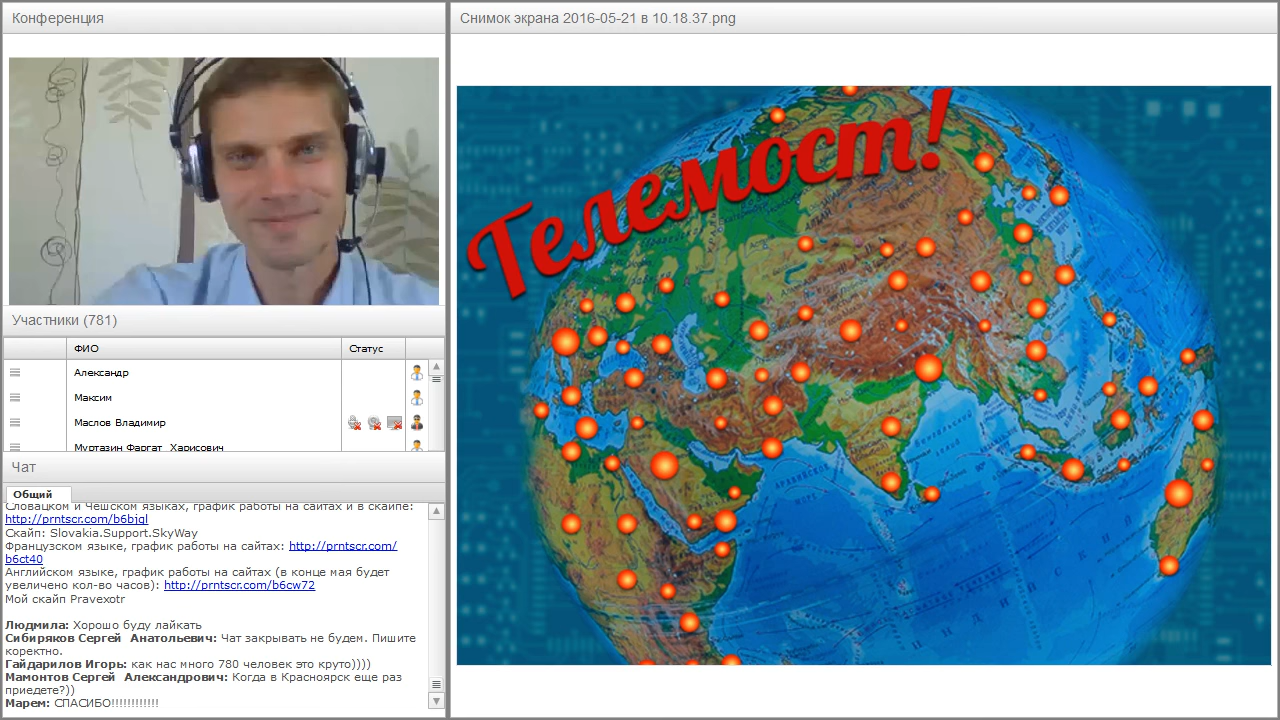 Конференция
Снимок экрана 2016-05-21 в 10.18.37.png
Участники (781)
ФИО Статус
Александр
Максим
Маслов Владимир
Муртазин Фаргат Харисович
Чат
Общий
Словацком и Чешском языках, график работы на сайтах и в скайпе:
http://prntscr.com/b6bjql
Скайп: Slovakia.Support.SkyWay
Французском языке, график работы на сайтах: http://prntscr.com/
b6ct40
Английском языке, график работы на сайтах (в конце мая будет
увеличено кол-во часов): http://prntscr.com/b6cw72
Мой скайп Pravexotr
Людмила: Хорошо буду лайкать
Сибиряков Сергей Анатольевич: Чат закрывать не будем. Пишите
коретно.
Гайдарилов Игорь: как нас много 780 человек это круто))))
Мамонтов Сергей Александрович: Когда в Красноярск еще раз
приедете?))
Марем: СПАСИБО!!!!!!!!!!!!
Телемост!
АРАВИЙСКОЕ
МОРЕ